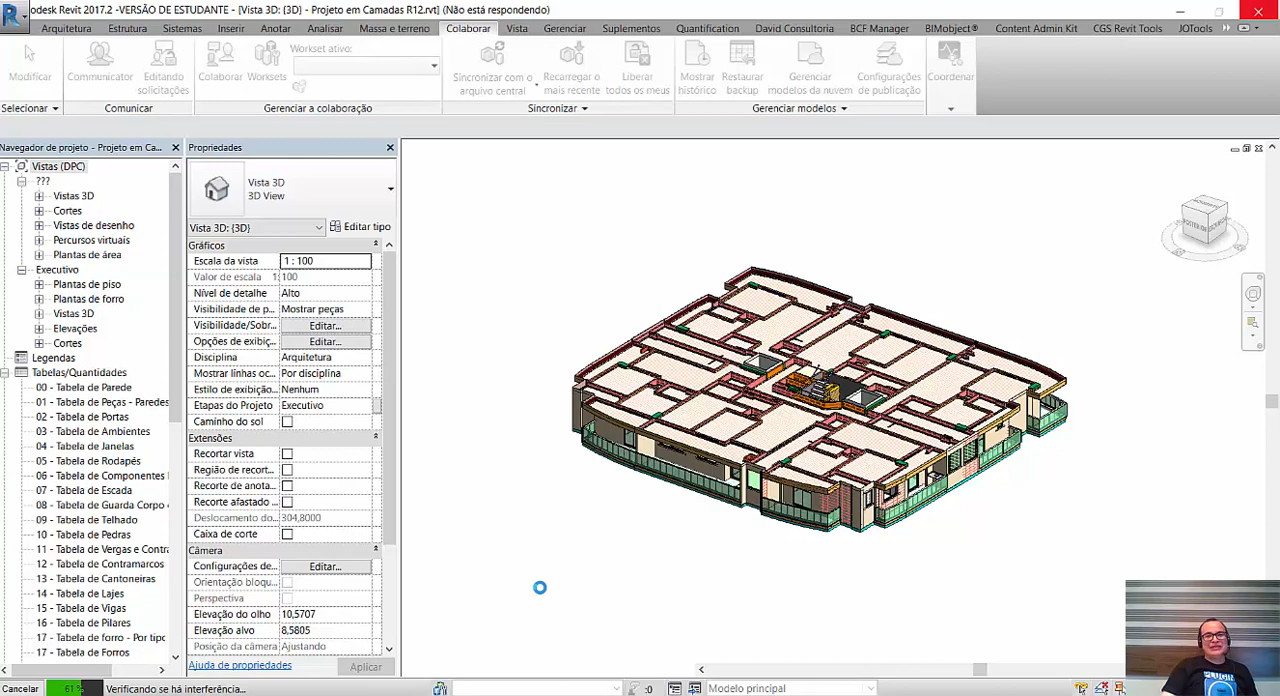 odesk Revit 2017.2 -VERSÃO DE ESTUDANTE - [Vista 3D: {3D} - Projeto em Camadas R12.rvt] (Não está respondendo)
Arquitetura Estrutura Sistemas Inserir Anotar Analisar Massa e terreno Colaborar Vista Gerenciar Suplementos Quantification David Consultoria BCF Manager BIMobject® Content Admin Kit CGS Revit Tools JOTools
Workset ativo:
Modificar Communicator Editando solicitações Colaborar Worksets Sincronizar com o arquivo central Recarregar o mais recente Liberar todos os meus Mostrar histórico Restaurar backup Gerenciar modelos da nuvem Configurações de publicação Coordenar
Selecionar Comunicar Gerenciar a colaboração Sincronizar Gerenciar modelos
Navegador de projeto - Projeto em Ca...
Vistas (DPC)
???
Vistas 3D
Cortes
Vistas de desenho
Percursos virtuais
Plantas de área
Executivo
Plantas de piso
Plantas de forro
Vistas 3D
Elevações
Cortes
Legendas
Tabelas/Quantidades
00 - Tabela de Parede
01 - Tabela de Peças - Paredes
02 - Tabela de Portas
03 - Tabela de Ambientes
04 - Tabela de Janelas
05 - Tabela de Rodapés
06 - Tabela de Componentes
07 - Tabela de Escada
08 - Tabela de Guarda Corpo
09 - Tabela de Telhado
10 - Tabela de Pedras
11 - Tabela de Vergas e Contra
12 - Tabela de Contramarcos
13 - Tabela de Cantoneiras
14 - Tabela de Lajes
15 - Tabela de Vigas
16 - Tabela de Pilares
17 - Tabela de forro - Por tipo
17 - Tabela de Forros
Propriedades
Vista 3D
3D View
Vista 3D: {3D} Editar tipo
Gráficos
Escala da vista 1 : 100
Valor de escala 1: 100
Nível de detalhe Alto
Visibilidade de p... Mostrar peças
Visibilidade/Sobr... Editar...
Opções de exibiç... Editar...
Disciplina Arquitetura
Mostrar linhas oc... Por disciplina
Estilo de exibição... Nenhum
Etapas do Projeto Executivo
Caminho do sol
Extensões
Recortar vista
Região de recort...
Recorte de anota...
Recorte afastado ...
Deslocamento do... 304,8000
Caixa de corte
Câmera
Configurações de... Editar...
Orientação bloqu...
Perspectiva
Elevação do olho 10,5707
Elevação alvo 8,5805
Posição da câmera Ajustando
Ajuda de propriedades Aplicar
Cancelar 61 % Verificando se há interferência... :0 Modelo principal
PLUGIN